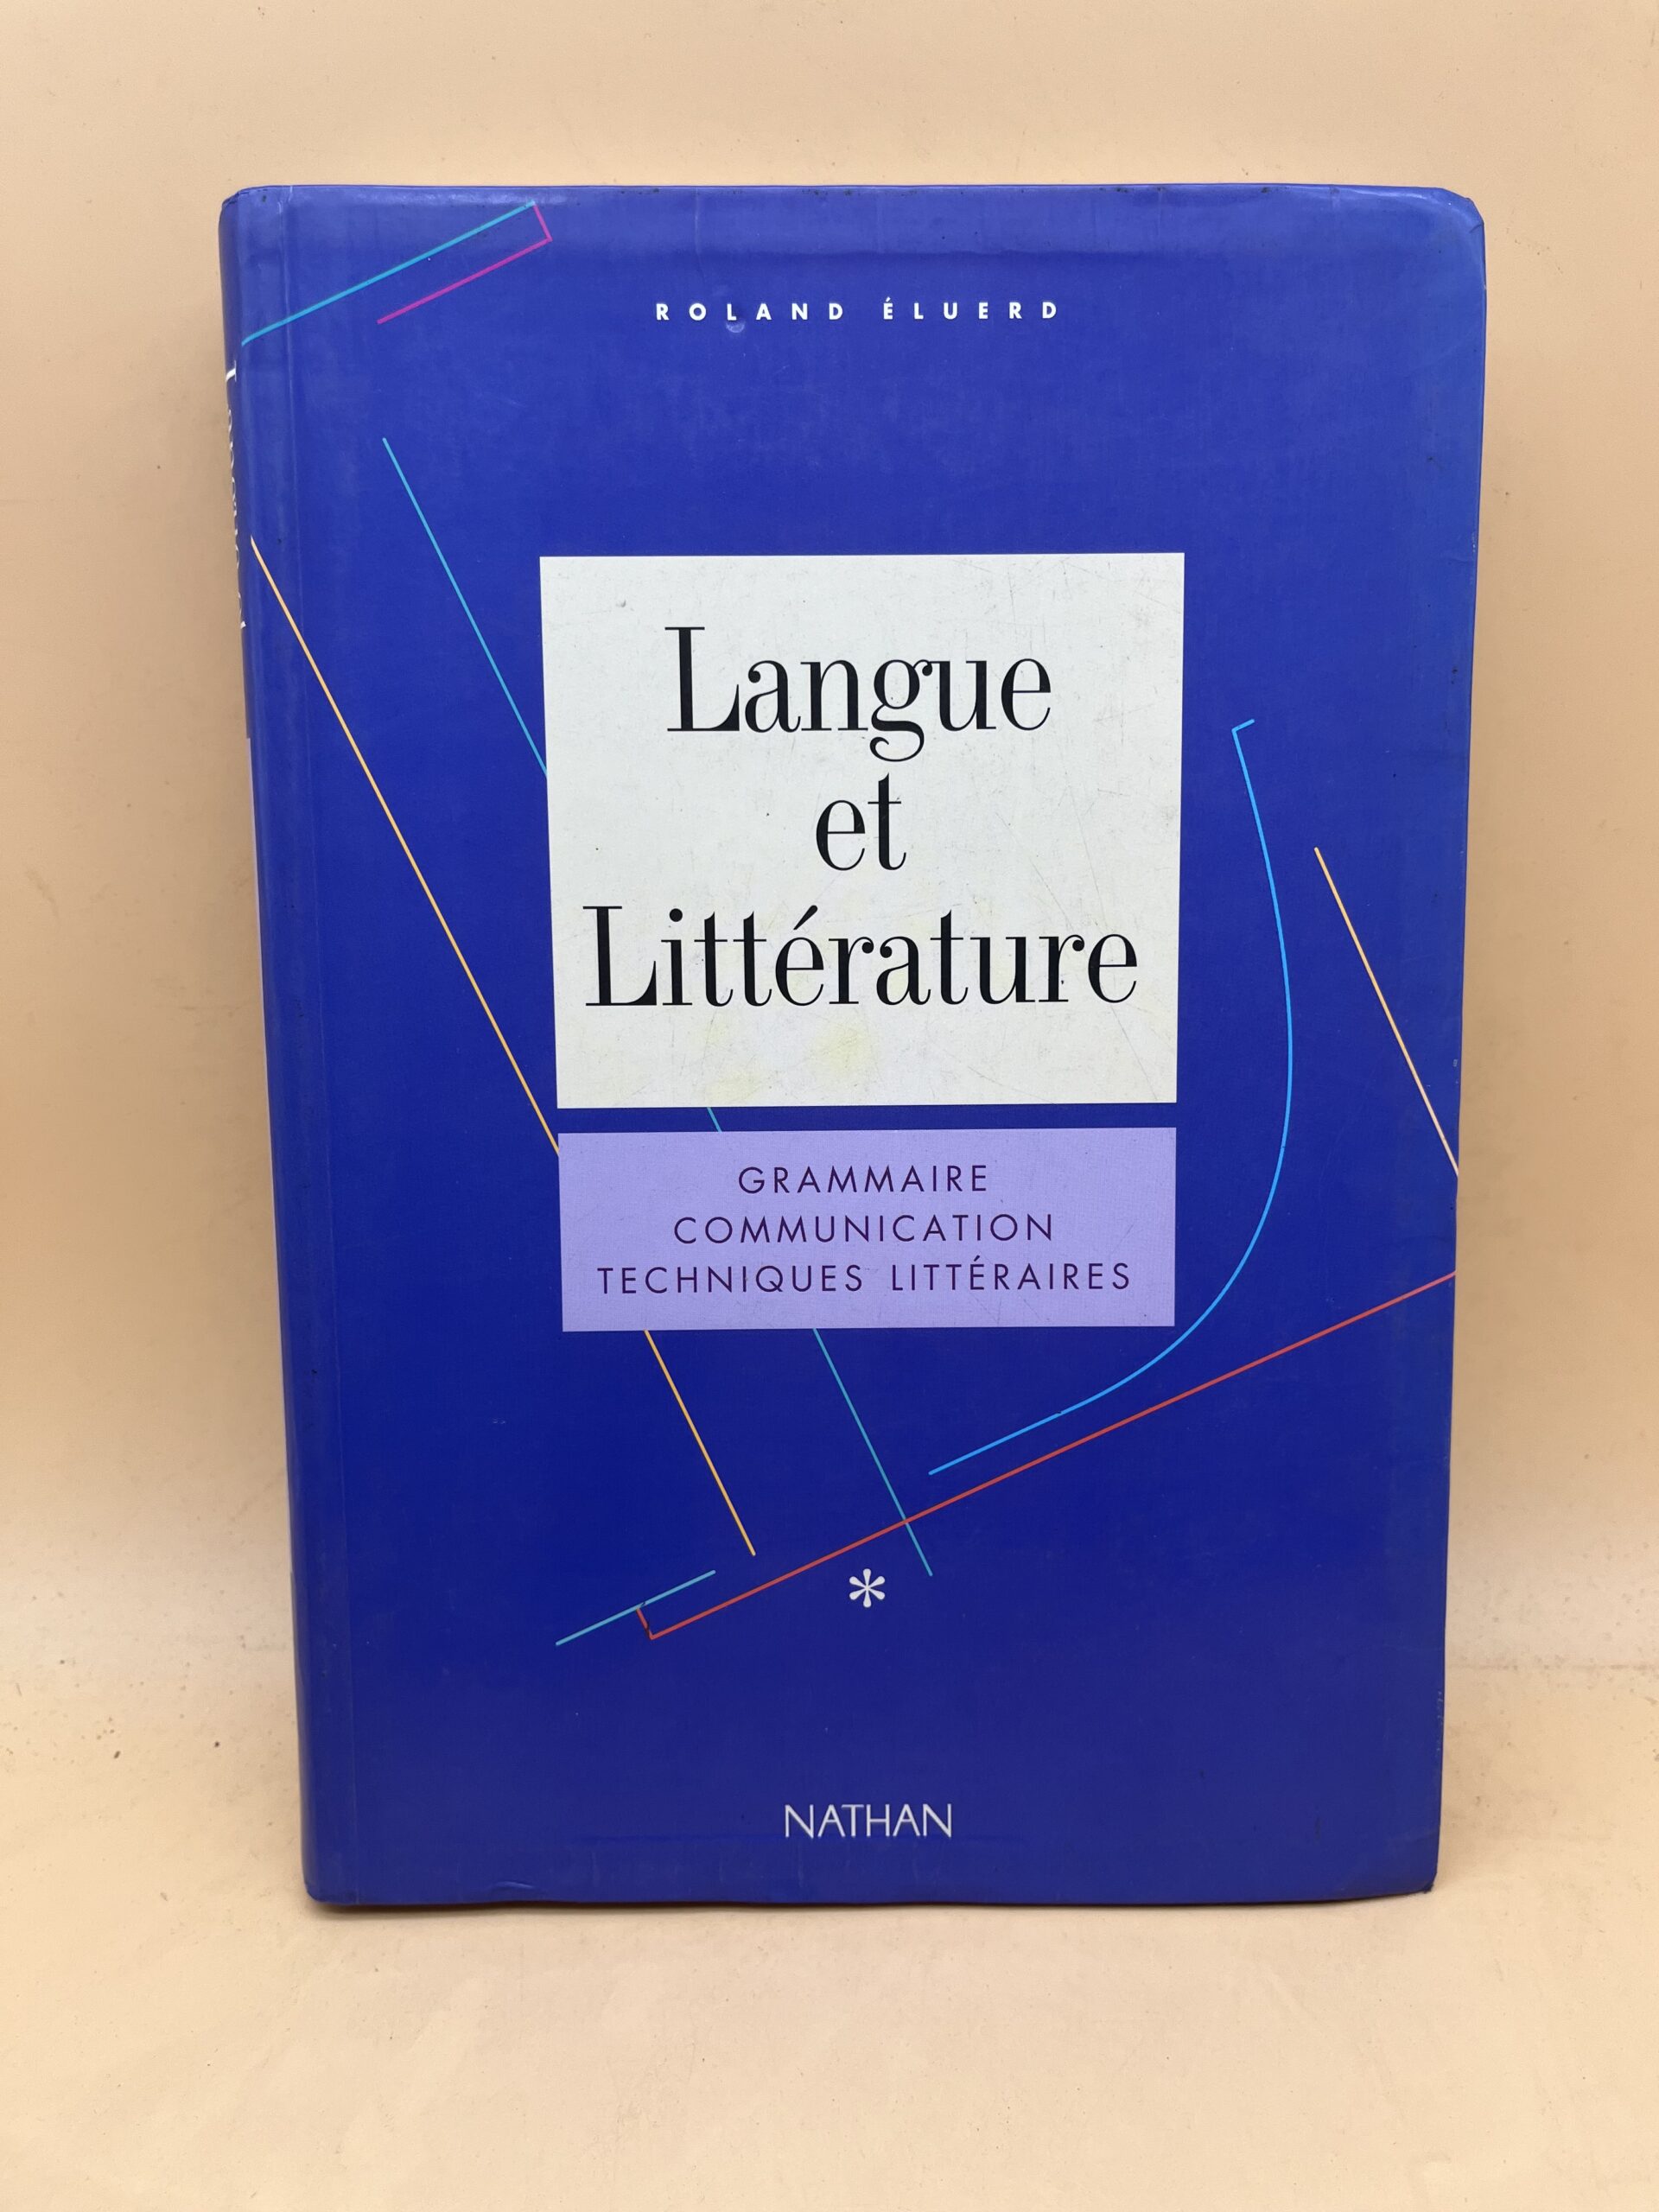 ROLAND ÉLUERD
Langue
et
Littérature
GRAMMAIRE
COMMUNICATION
TECHNIQUES LITTÉRAIRES
*
NATHAN